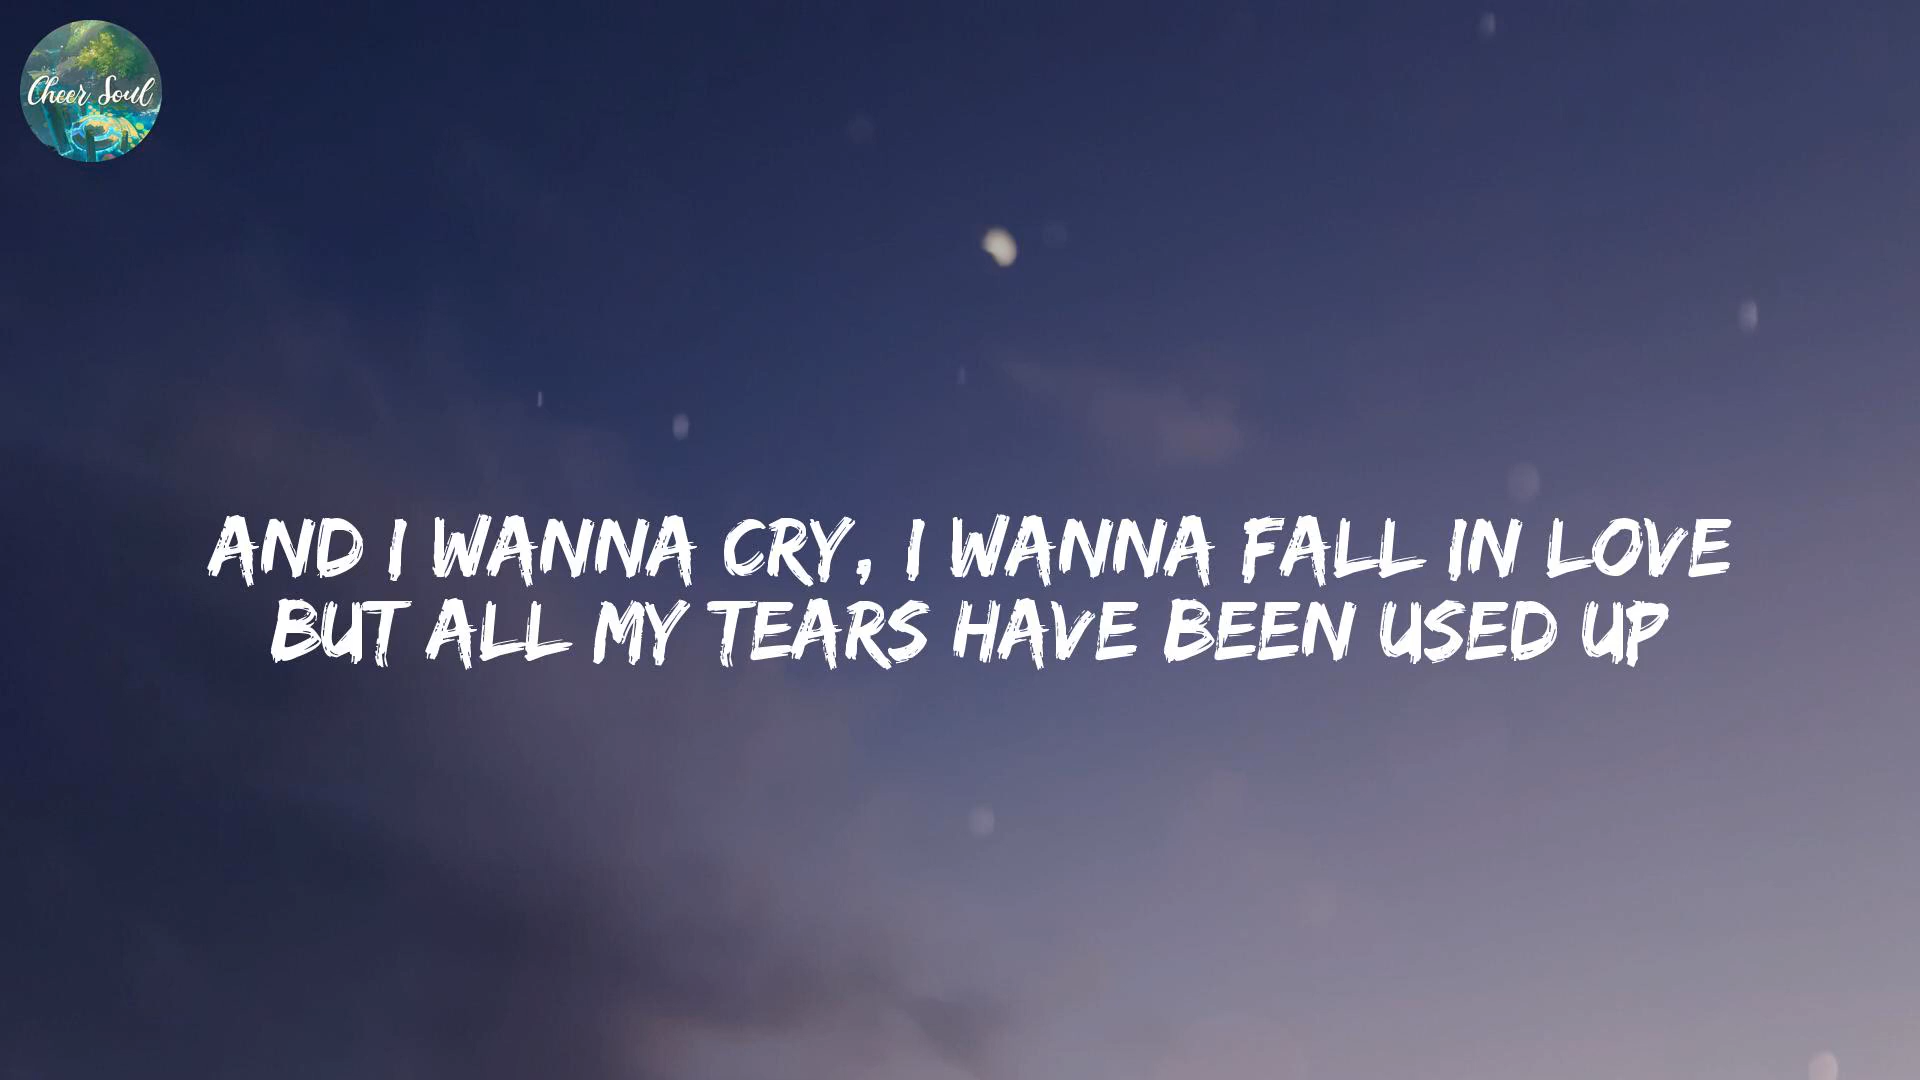 Cheer Soul
AND I WANNA CRY, I WANNA FALL IN LOVE
BUT ALL MY TEARS HAVE BEEN USED UP